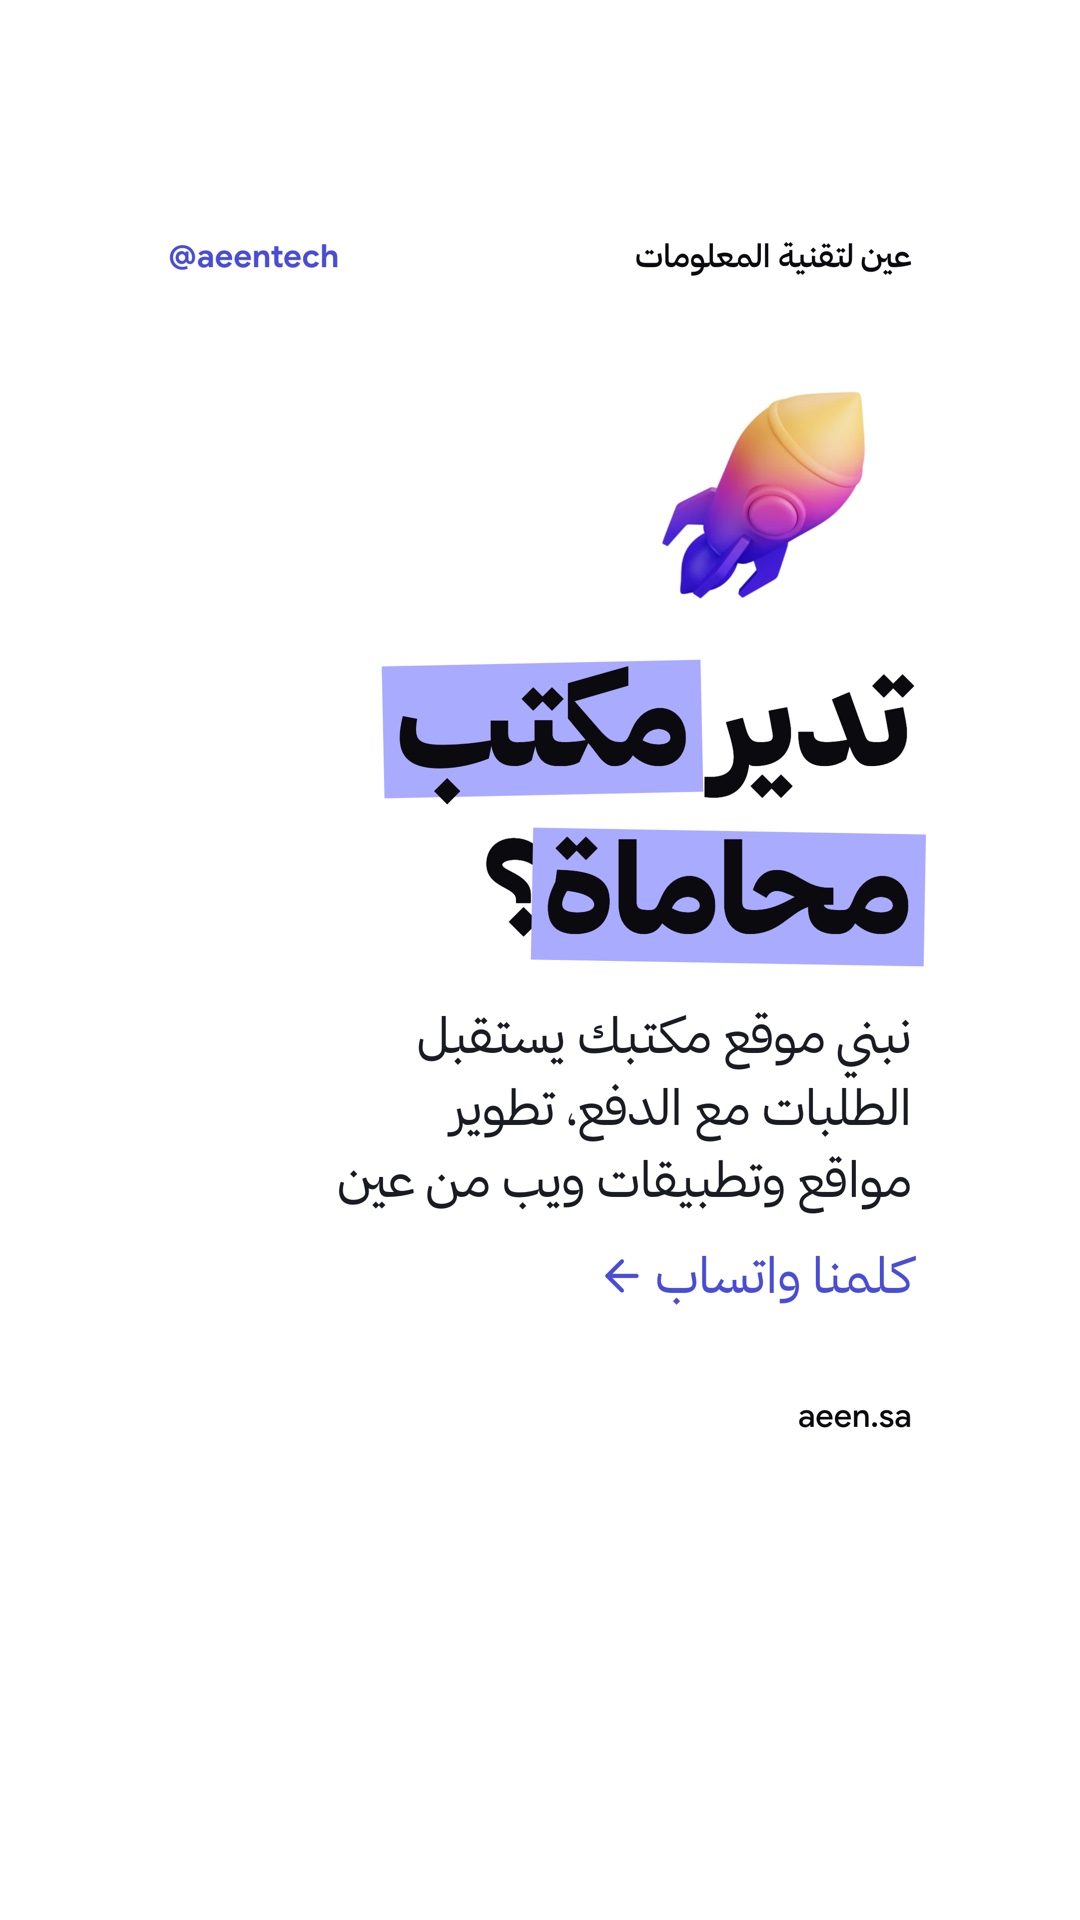 عين لتقنية المعلومات
@aeentech
تدير مكتب
محاماة؟
نبني موقع مكتبك يستقبل
الطلبات مع الدفع، تطوير
مواقع وتطبيقات ويب من عين
كلمنا واتساب ←
aeen.sa